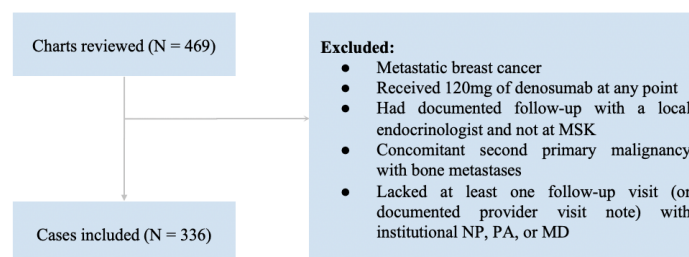 Charts reviewed (N = 469)
Excluded:
● Metastatic breast cancer
● Received 120mg of denosumab at any point
● Had documented follow-up with a local
endocrinologist and not at MSK
● Concomitant second primary malignancy
with bone metastases
● Lacked at least one follow-up visit (or
documented provider visit note) with
institutional NP, PA, or MD
Cases included (N = 336)